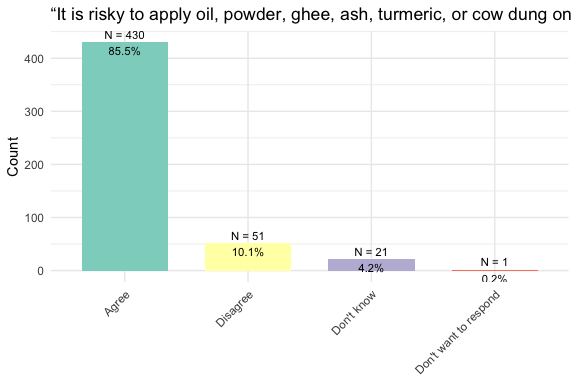 “It is risky to apply oil, powder, ghee, ash, turmeric, or cow dung on
N = 430
85.5%
N = 51
10.1%
N = 21
4.2%
N = 1
0.2%
400
300
200
100
0
Count
Agree
Disagree
Don't know
Don't want to respond